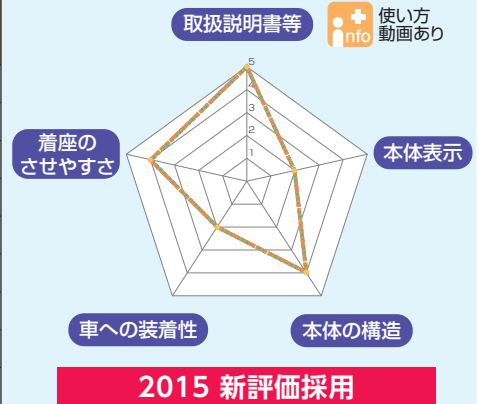 取扱説明書等
nfo
使い方
動画あり
5
4
3
2
1
着座の
させやすさ
本体表示
車への装着性
本体の構造
2015 新評価採用